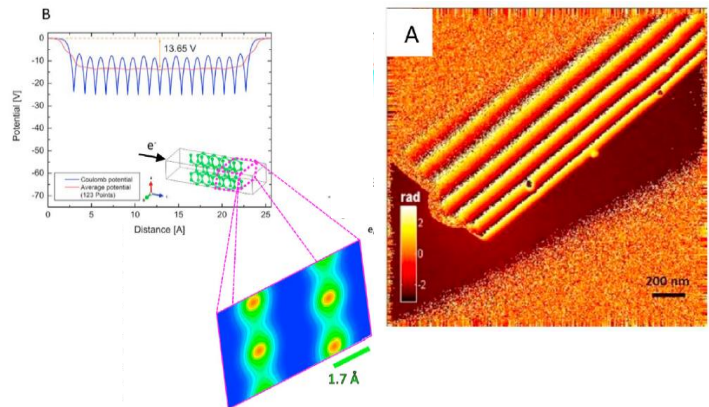 B
13.65 V
0
-10
-20
-30
-40
-50
-60
-70
Potential [V]
e-
Coulomb potential
Average potential
(123 Points)
0
5
10
15
20
25
Distance [A]
e
1.7 Å
A
rad
2
0
-2
200 nm